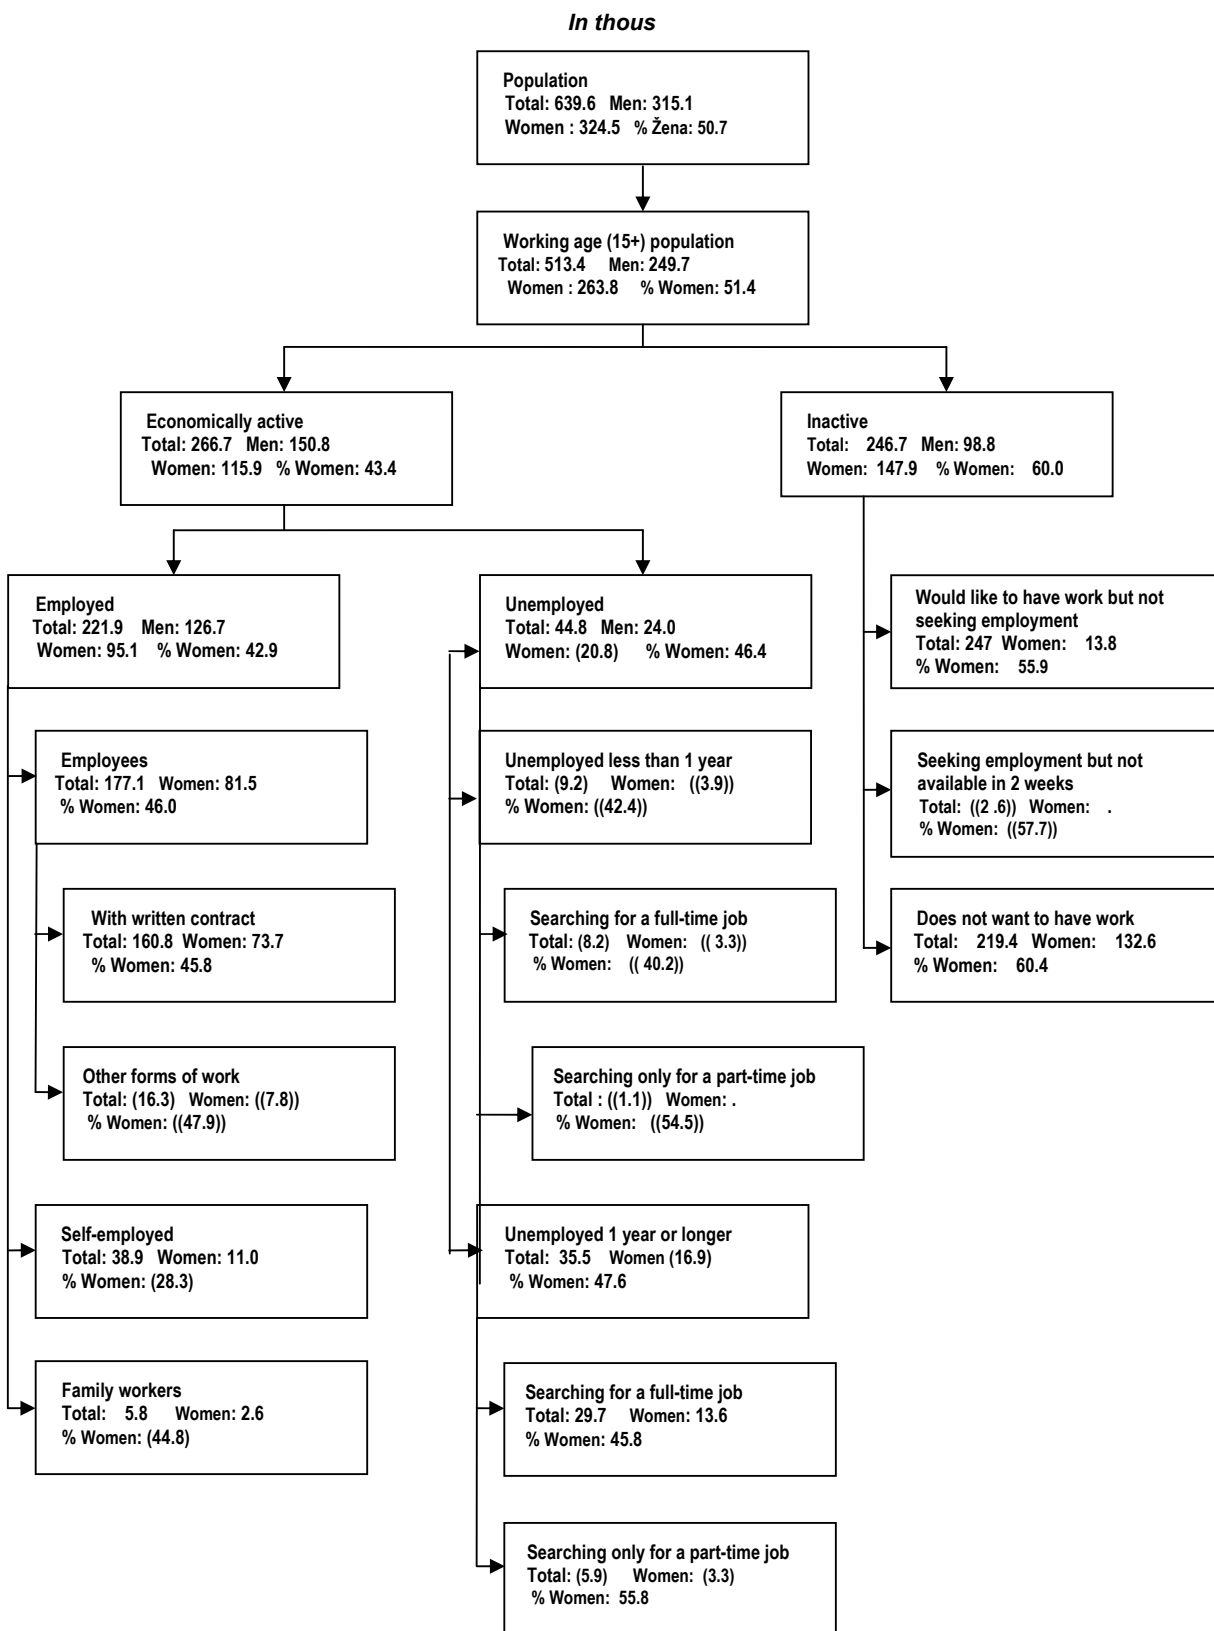 In thous
Population
Total: 639.6 Men: 315.1
Women : 324.5 % Žena: 50.7
Working age (15+) population
Total: 513.4 Men: 249.7
Women : 263.8 % Women: 51.4
Economically active
Total: 266.7 Men: 150.8
Women: 115.9 % Women: 43.4
Inactive
Total: 246.7 Men: 98.8
Women: 147.9 % Women: 60.0
Employed
Total: 221.9 Men: 126.7
Women: 95.1 % Women: 42.9
Unemployed
Total: 44.8 Men: 24.0
Women: (20.8) % Women: 46.4
Would like to have work but not
seeking employment
Total: 247 Women: 13.8
% Women: 55.9
Employees
Total: 177.1 Women: 81.5
% Women: 46.0
Unemployed less than 1 year
Total: (9.2) Women: ((3.9))
% Women: ((42.4))
Seeking employment but not
available in 2 weeks
Total: ((2 .6)) Women: .
% Women: ((57.7))
With written contract
Total: 160.8 Women: 73.7
% Women: 45.8
Searching for a full-time job
Total: (8.2) Women: (( 3.3))
% Women: (( 40.2))
Does not want to have work
Total: 219.4 Women: 132.6
% Women: 60.4
Other forms of work
Total: (16.3) Women: ((7.8))
% Women: ((47.9))
Searching only for a part-time job
Total : ((1.1)) Women: .
% Women: ((54.5))
Self-employed
Total: 38.9 Women: 11.0
% Women: (28.3)
Unemployed 1 year or longer
Total: 35.5 Women (16.9)
% Women: 47.6
Family workers
Total: 5.8 Women: 2.6
% Women: (44.8)
Searching for a full-time job
Total: 29.7 Women: 13.6
% Women: 45.8
Searching only for a part-time job
Total: (5.9) Women: (3.3)
% Women: 55.8